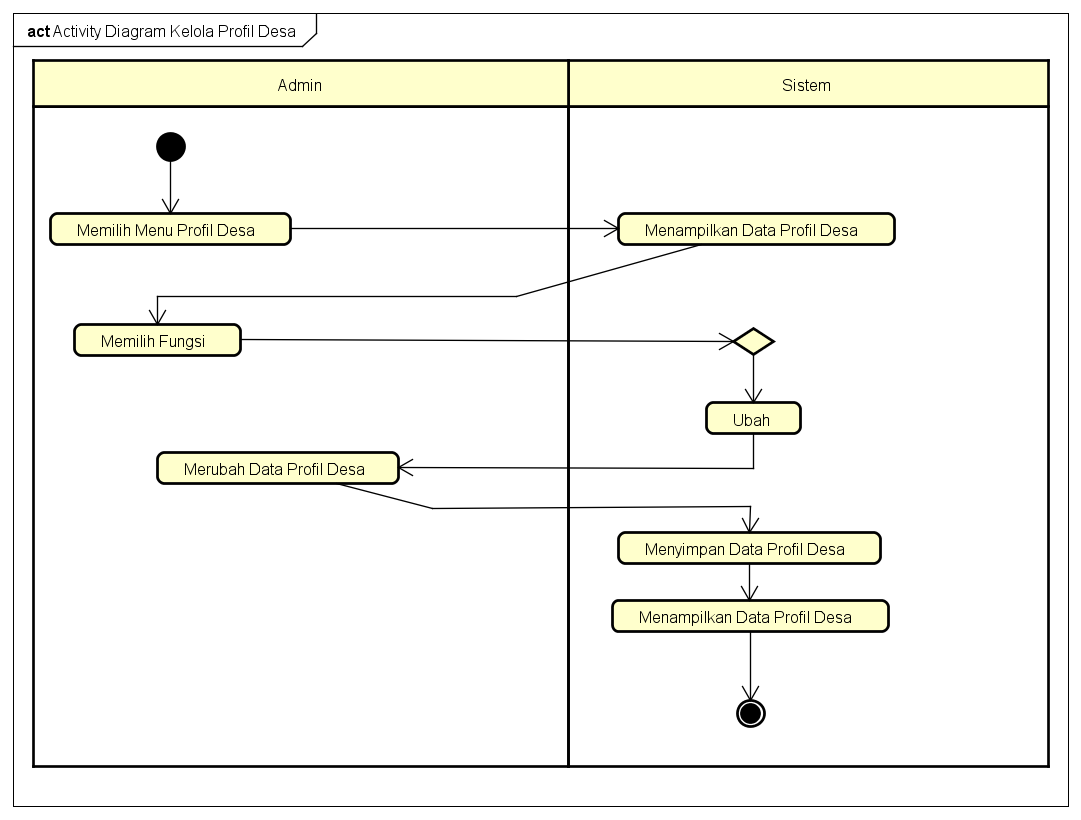 act Activity Diagram Kelola Profil Desa
Admin
Sistem
Memilih Menu Profil Desa
Menampilkan Data Profil Desa
Memilih Fungsi
Ubah
Merubah Data Profil Desa
Menyimpan Data Profil Desa
Menampilkan Data Profil Desa